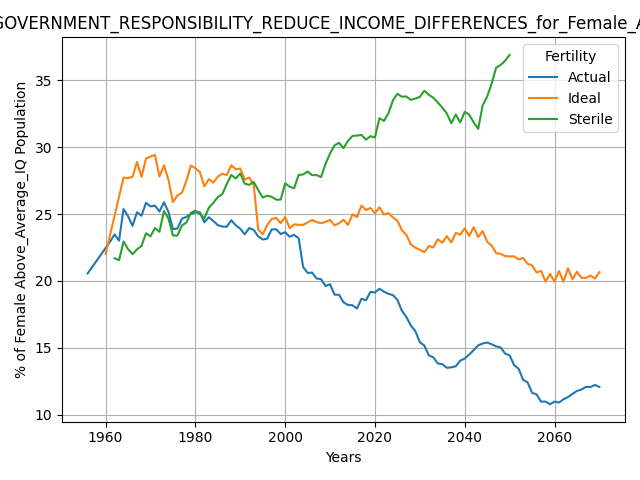 GOVERNMENT_RESPONSIBILITY_REDUCE_INCOME_DIFFERENCES_for_Female_A
Fertility
Actual
Ideal
Sterile
% of Female Above_Average_IQ Population
35
30
25
20
15
10
1960 1980 2000 2020 2040 2060
Years